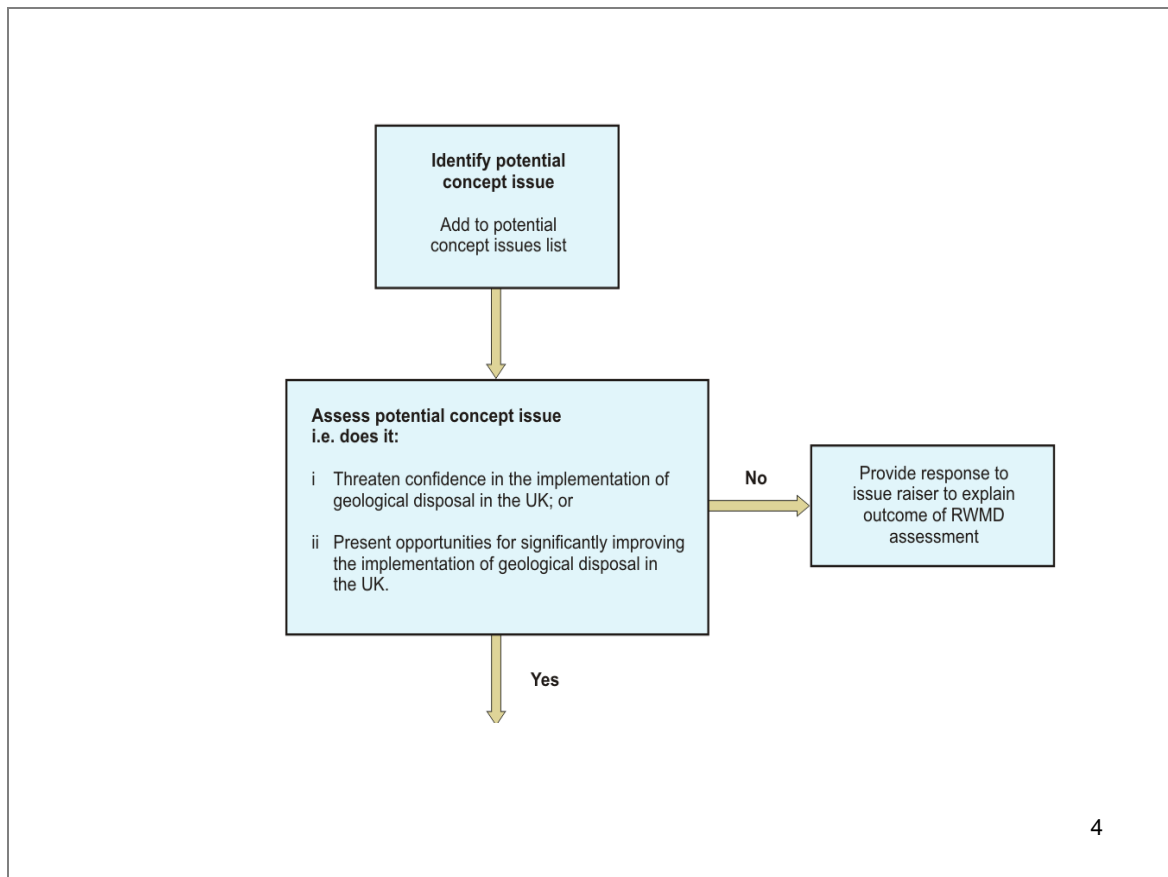 Identify potential
concept issue
Add to potential
concept issues list
Assess potential concept issue
i.e. does it:
i Threaten confidence in the implementation of
geological disposal in the UK; or
ii Present opportunities for significantly improving
the implementation of geological disposal in
the UK.
No
Provide response to
issue raiser to explain
outcome of RWMD
assessment
Yes
4